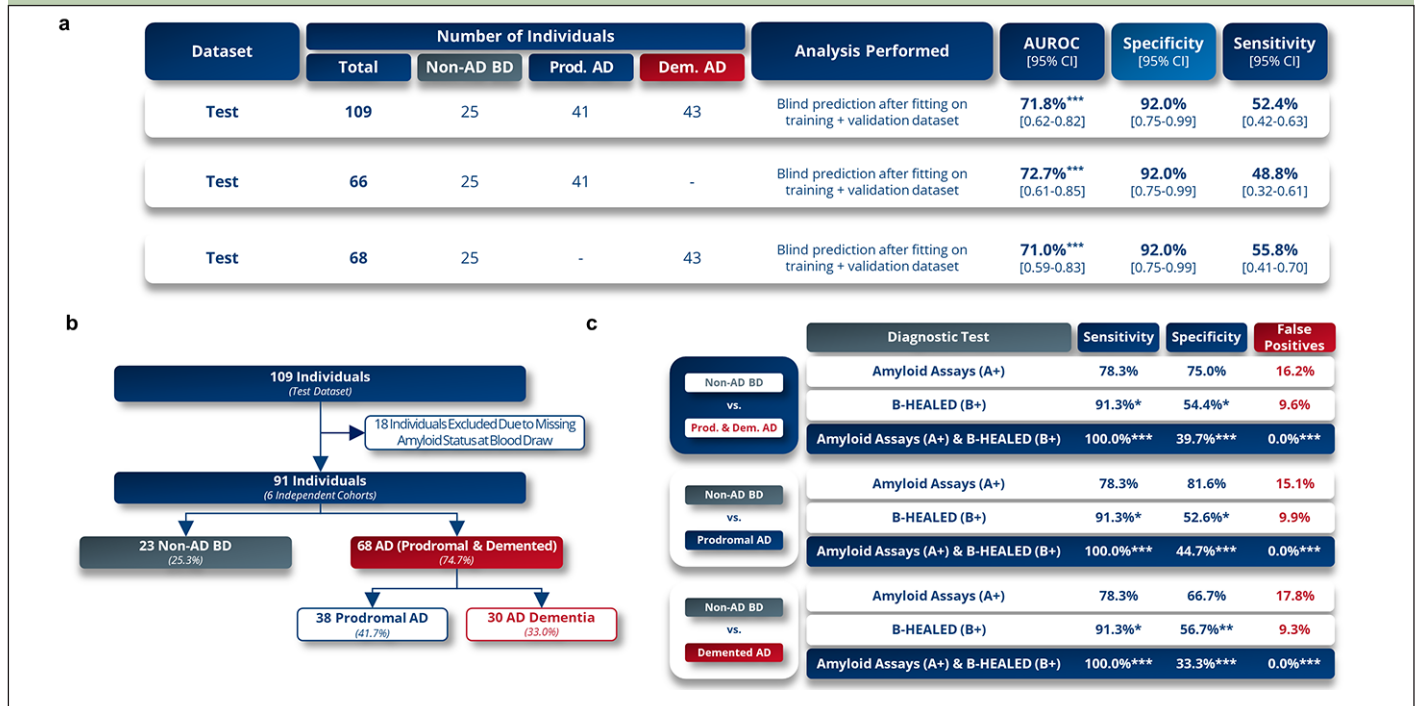 a
Dataset
Number of Individuals
Total
Non-AD BD
Prod. AD
Dem. AD
Analysis Performed
AUROC
[95% CI]
Specificity
[95% CI]
Sensitivity
[95% CI]
Test
109
25
41
43
Blind prediction after fitting on
training + validation dataset
71.8%***
[0.62-0.82]
92.0%
[0.75-0.99]
52.4%
[0.42-0.63]
Test
66
25
41
-
Blind prediction after fitting on
training + validation dataset
72.7%***
[0.61-0.85]
92.0%
[0.75-0.99]
48.8%
[0.32-0.61]
Test
68
25
-
43
Blind prediction after fitting on
training + validation dataset
71.0%***
[0.59-0.83]
92.0%
[0.75-0.99]
55.8%
[0.41-0.70]
b
109 Individuals
(Test Dataset)
18 Individuals Excluded Due to Missing
Amyloid Status at Blood Draw
91 Individuals
(6 Independent Cohorts)
23 Non-AD BD
(25.3%)
68 AD (Prodromal & Demented)
(74.7%)
38 Prodromal AD
(41.7%)
30 AD Dementia
(33.0%)
c
Diagnostic Test
Sensitivity
Specificity
False
Positives
Non-AD BD
vs.
Prod. & Dem. AD
Amyloid Assays (A+)
78.3%
75.0%
16.2%
B-HEALED (B+)
91.3%*
54.4%*
9.6%
Amyloid Assays (A+) & B-HEALED (B+)
100.0%***
39.7%***
0.0%***
Non-AD BD
vs.
Prodromal AD
Amyloid Assays (A+)
78.3%
81.6%
15.1%
B-HEALED (B+)
91.3%*
52.6%*
9.9%
Amyloid Assays (A+) & B-HEALED (B+)
100.0%***
44.7%***
0.0%***
Non-AD BD
vs.
Demented AD
Amyloid Assays (A+)
78.3%
66.7%
17.8%
B-HEALED (B+)
91.3%*
56.7%**
9.3%
Amyloid Assays (A+) & B-HEALED (B+)
100.0%***
33.3%***
0.0%***